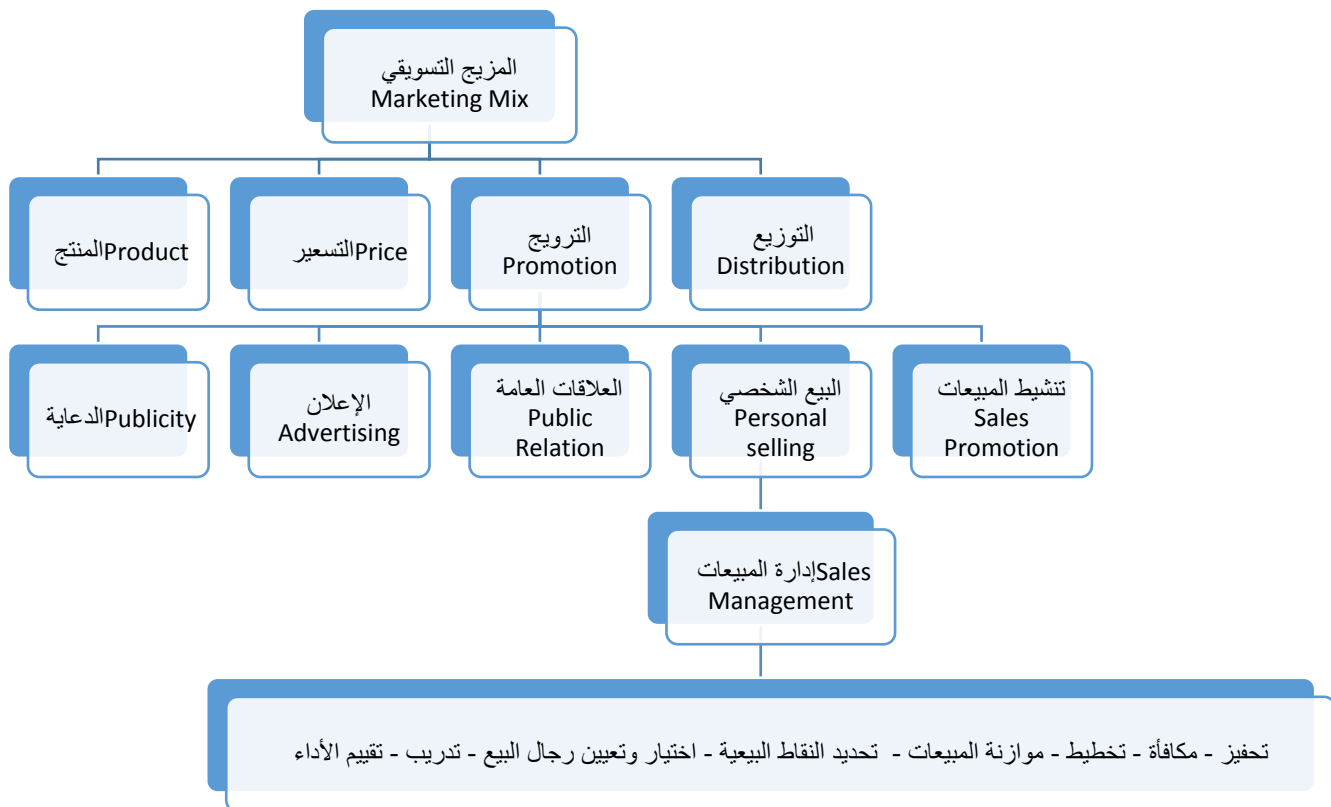 المزيج التسويقي
Marketing Mix
المنتجProduct
التسعيرPrice
الترويج
Promotion
التوزيع
Distribution
الدعايةPublicity
الإعلان
Advertising
العلاقات العامة
Public
Relation
البيع الشخصي
Personal
selling
تنشيط المبيعات
Sales
Promotion
إدارة المبيعاتSales
Management
تحفيز - مكافأة - تخطيط - موازنة المبيعات - تحديد النقاط البيعية - اختيار وتعيين رجال البيع - تدريب - تقييم الأداء